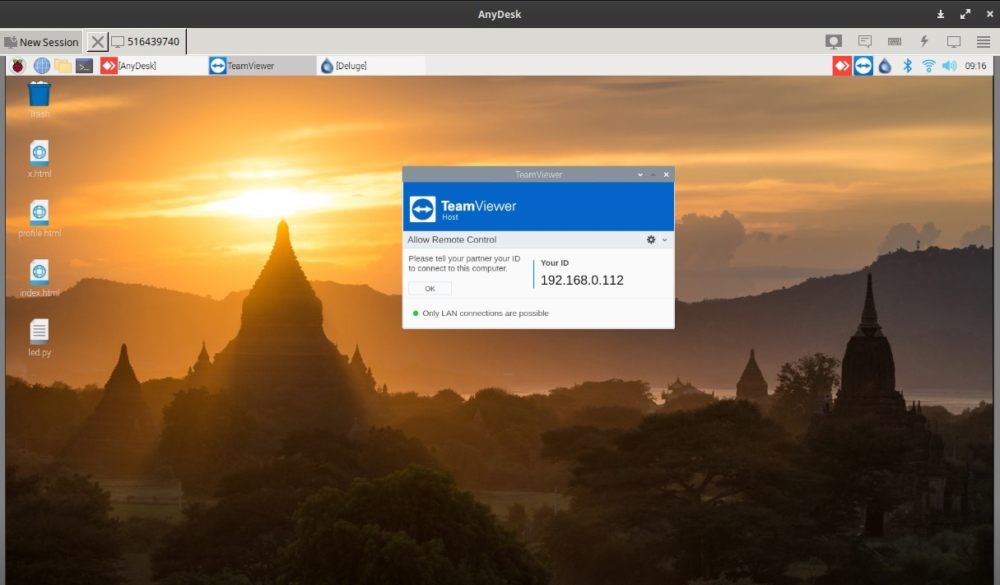 AnyDesk
New Session
516439740
[AnyDesk]
TeamViewer
[Deluge]
09:16
Trash
x.html
profile.html
index.html
led.py
TeamViewer
TeamViewer
Host
Allow Remote Control
Please tell your partner your ID
to connect to this computer.
OK
Your ID
192.168.0.112
Only LAN connections are possible